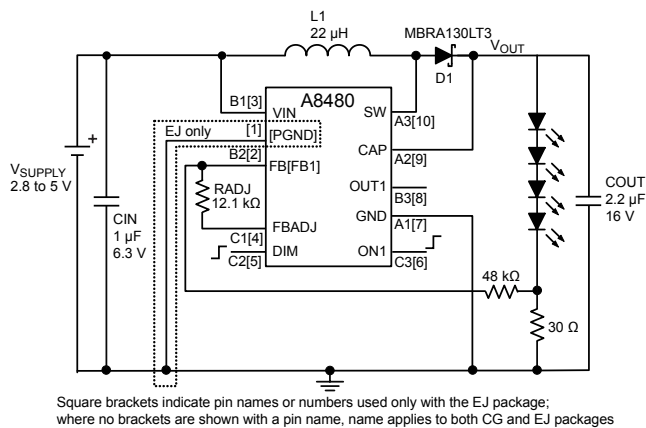 L1
22 µH
MBRA130LT3
VOUT
D1
A8480
B1[3]
VIN
SW
A3[10]
EJ only
[1]
[PGND]
B2[2]
FB[FB1]
CAP
A2[9]
VSUPPLY
2.8 to 5 V
+
RADJ
12.1 kΩ
OUT1
B3[8]
COUT
2.2 µF
16 V
CIN
1 µF
6.3 V
FBADJ
C1[4]
GND
A1[7]
DIM
C2[5]
ON1
C3[6]
48 kΩ
30 Ω
Square brackets indicate pin names or numbers used only with the EJ package;
where no brackets are shown with a pin name, name applies to both CG and EJ packages